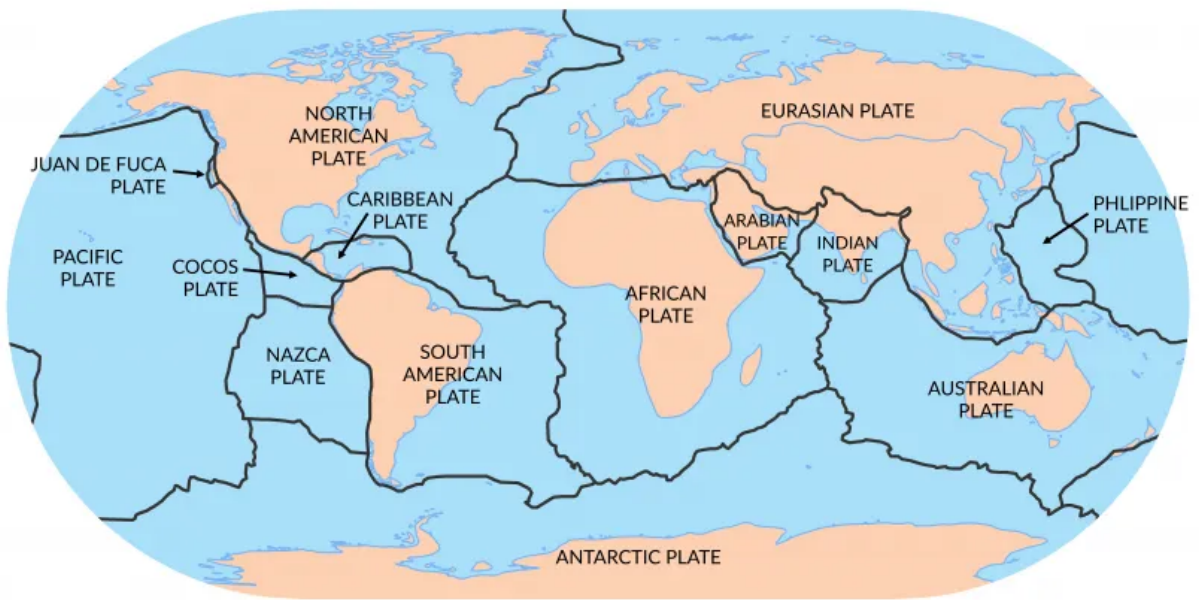 NORTH
AMERICAN
PLATE
EURASIAN PLATE
JUAN DE FUCA
PLATE
CARIBBEAN
PLATE
ARABIAN
PLATE
INDIAN
PLATE
PHLIPPINE
PLATE
PACIFIC
PLATE
COCOS
PLATE
AFRICAN
PLATE
NAZCA
PLATE
SOUTH
AMERICAN
PLATE
AUSTRALIAN
PLATE
ANTARCTIC PLATE